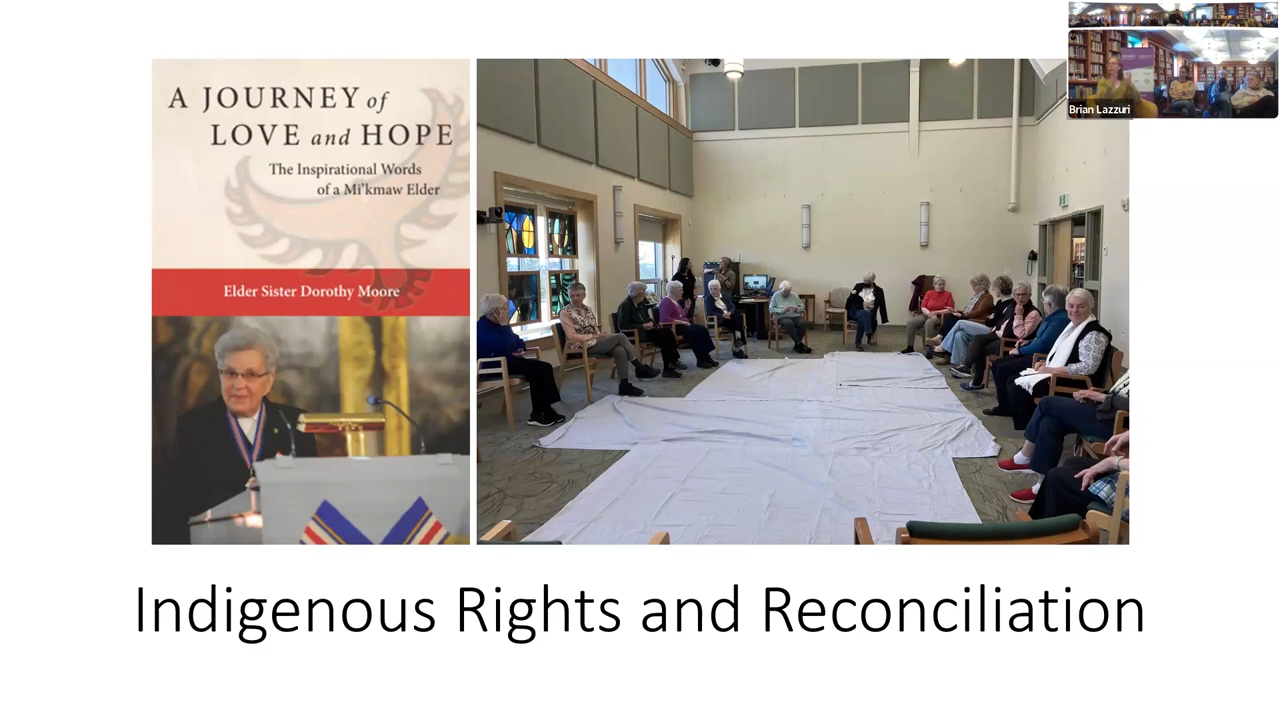 A JOURNEY of
LOVE and HOPE
The Inspirational Words
of a Mi'kmaw Elder
Elder Sister Dorothy Moore
Brian Lazzuri
Indigenous Rights and Reconciliation